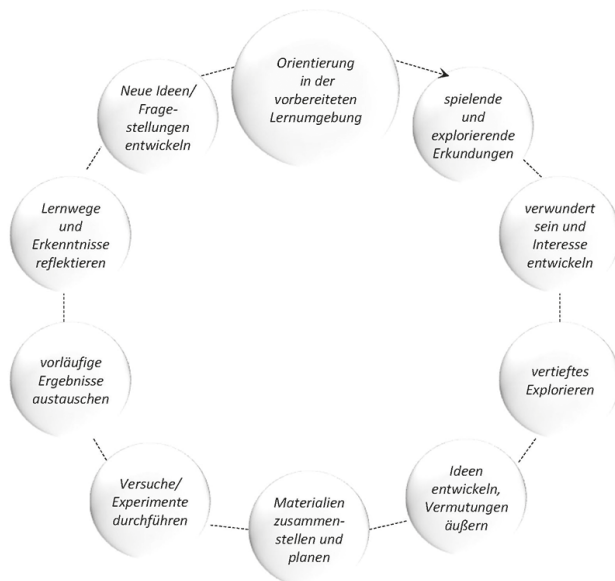 Orientierung
in der
vorbereiteten
Lernumgebung
spielende
und
explorierende
Erkundungen
verwundert
sein und
Interesse
entwickeln
vertieftes
Explorieren
Ideen
entwickeln,
Vermutungen
äußern
Materialien
zusammen-
stellen und
planen
Versuche/
Experimente
durchführen
vorläufige
Ergebnisse
austauschen
Lernwege
und
Erkenntnisse
reflektieren
Neue Ideen/
Frage-
stellungen
entwickeln